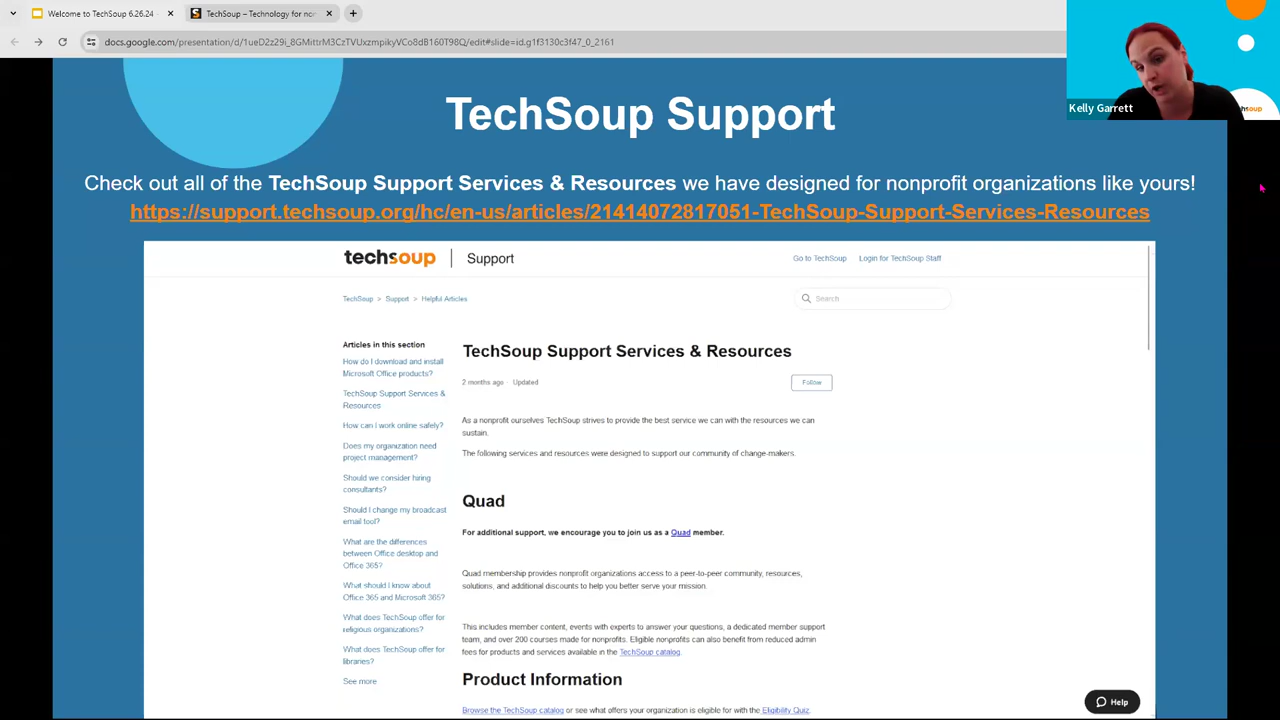 Welcome to TechSoup 6.26.24
TechSoup – Technology for non
docs.google.com/presentation/d/1ueD2z29i_8GMittrM3CzTVUxzmpikyVCo8dB160T98Q/edit#slide=id.g1f3130c3f47_0_2161
Kelly Garrett
TechSoup Support
Check out all of the TechSoup Support Services & Resources we have designed for nonprofit organizations like yours!
https://support.techsoup.org/hc/en-us/articles/21414072817051-TechSoup-Support-Services-Resources
techsoup | Support
Go to TechSoup Login for TechSoup Staff
TechSoup > Support > Helpful Articles
Search
Articles in this section
How do I download and install
Microsoft Office products?
TechSoup Support Services &
Resources
How can I work online safely?
Does my organization need
project management?
Should we consider hiring
consultants?
Should I change my broadcast
email tool?
What are the differences
between Office desktop and
Office 365?
What should I know about
Office 365 and Microsoft 365?
What does TechSoup offer for
religious organizations?
What does TechSoup offer for
libraries?
See more
TechSoup Support Services & Resources
2 months ago · Updated
Follow
As a nonprofit ourselves TechSoup strives to provide the best service we can with the resources we can
sustain.
The following services and resources were designed to support our community of change-makers.
Quad
For additional support, we encourage you to join us as a Quad member.
Quad membership provides nonprofit organizations access to a peer-to-peer community, resources,
solutions, and additional discounts to help you better serve your mission.
This includes member content, events with experts to answer your questions, a dedicated member support
team, and over 200 courses made for nonprofits. Eligible nonprofits can also benefit from reduced admin
fees for products and services available in the TechSoup catalog.
Product Information
Browse the TechSoup catalog or see what offers your organization is eligible for with the Eligibility Quiz.
Help